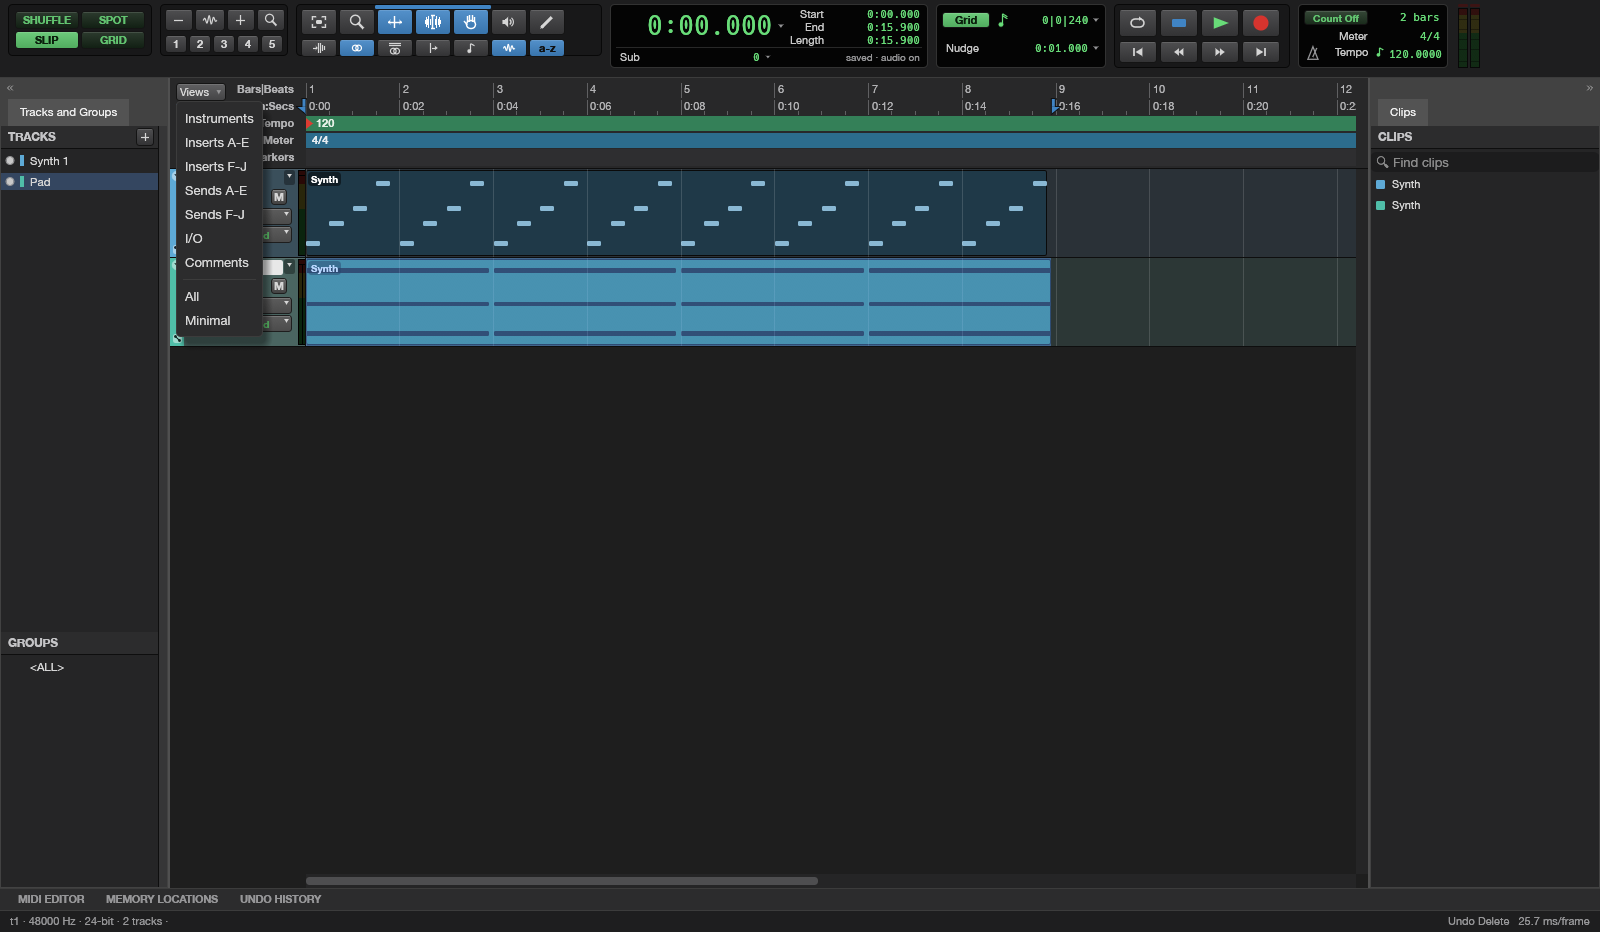 SHUFFLE SPOT
SLIP GRID
1 2 3 4 5
a-z
0:00.000
Start 0:00.000
End 0:15.900
Length 0:15.900
Sub 0
saved · audio on
Grid 0|0|240
Nudge 0:01.000
Count Off 2 bars
Meter 4/4
Tempo 120.0000
Tracks and Groups
TRACKS
Synth 1
Pad
GROUPS
<ALL>
Views
Instruments
Inserts A-E
Inserts F-J
Sends A-E
Sends F-J
I/O
Comments
All
Minimal
Bars|Beats 1 2 3 4 5 6 7 8 9 10 11 12
:Secs 0:00 0:02 0:04 0:06 0:08 0:10 0:12 0:14 0:16 0:18 0:20 0:2
Tempo 120
Meter 4/4
arkers
M
d
Synth
M
d
Synth
Clips
CLIPS
Find clips
Synth
Synth
MIDI EDITOR MEMORY LOCATIONS UNDO HISTORY
t1 · 48000 Hz · 24-bit · 2 tracks ·
Undo Delete 25.7 ms/frame